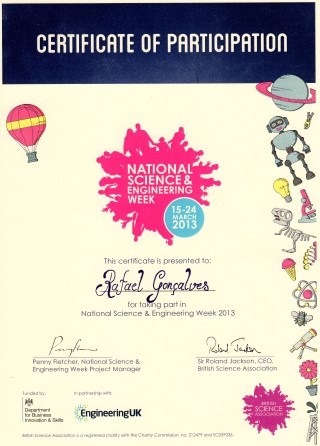 CERTIFICATE OF PARTICIPATION
NATIONAL
SCIENCE &
ENGINEERING
WEEK
15-24
MARCH
2013
This certificate is presented to:
Rafael Gonçalves
for taking part in
National Science & Engineering Week 2013
Penny Fletcher, National Science &
Engineering Week Project Manager
Roland Jackson
Sir Roland Jackson, CEO,
British Science Association
Funded by:
Department
for Business
Innovation & Skills
In partnership with:
EngineeringUK
BRITISH
SCIENCE
ASSOCIATION
British Science Association is a registered charity with the Charity Commission, no: 212479 and SC039236.